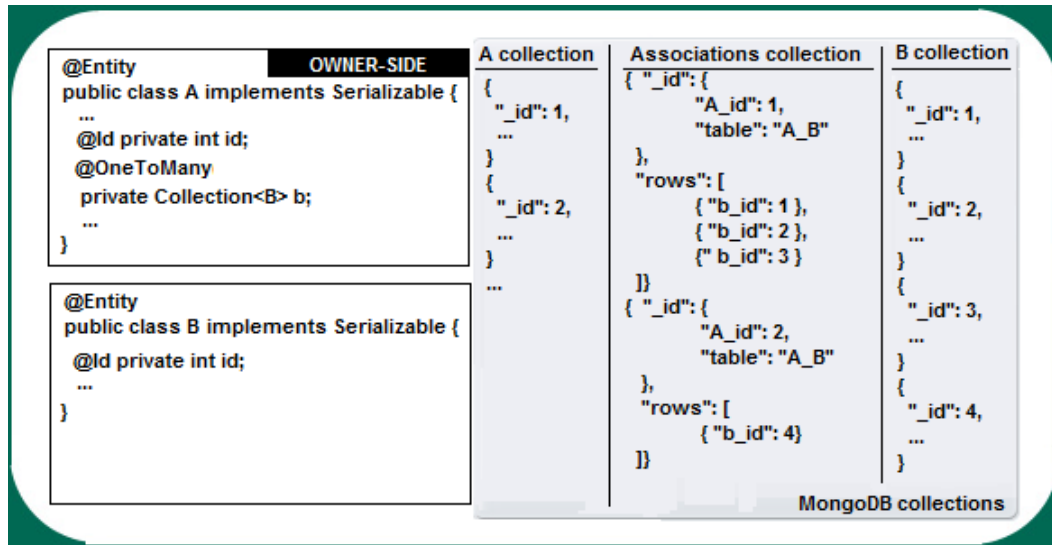 @Entity
OWNER-SIDE
public class A implements Serializable {
...
@Id private int id;
@OneToMany
private Collection<B> b;
...
}
@Entity
public class B implements Serializable {
@Id private int id;
...
}
A collection
{
"_id": 1,
...
}
{
"_id": 2,
...
}
...
Associations collection
{ "_id": {
"A_id": 1,
"table": "A_B"
},
"rows": [
{ "b_id": 1 },
{ "b_id": 2 },
{" b_id": 3 }
]}
{ "_id": {
"A_id": 2,
"table": "A_B"
},
"rows": [
{ "b_id": 4}
]}
B collection
{
"_id": 1,
...
}
{
"_id": 2,
...
}
{
"_id": 3,
...
}
{
"_id": 4,
...
}
MongoDB collections